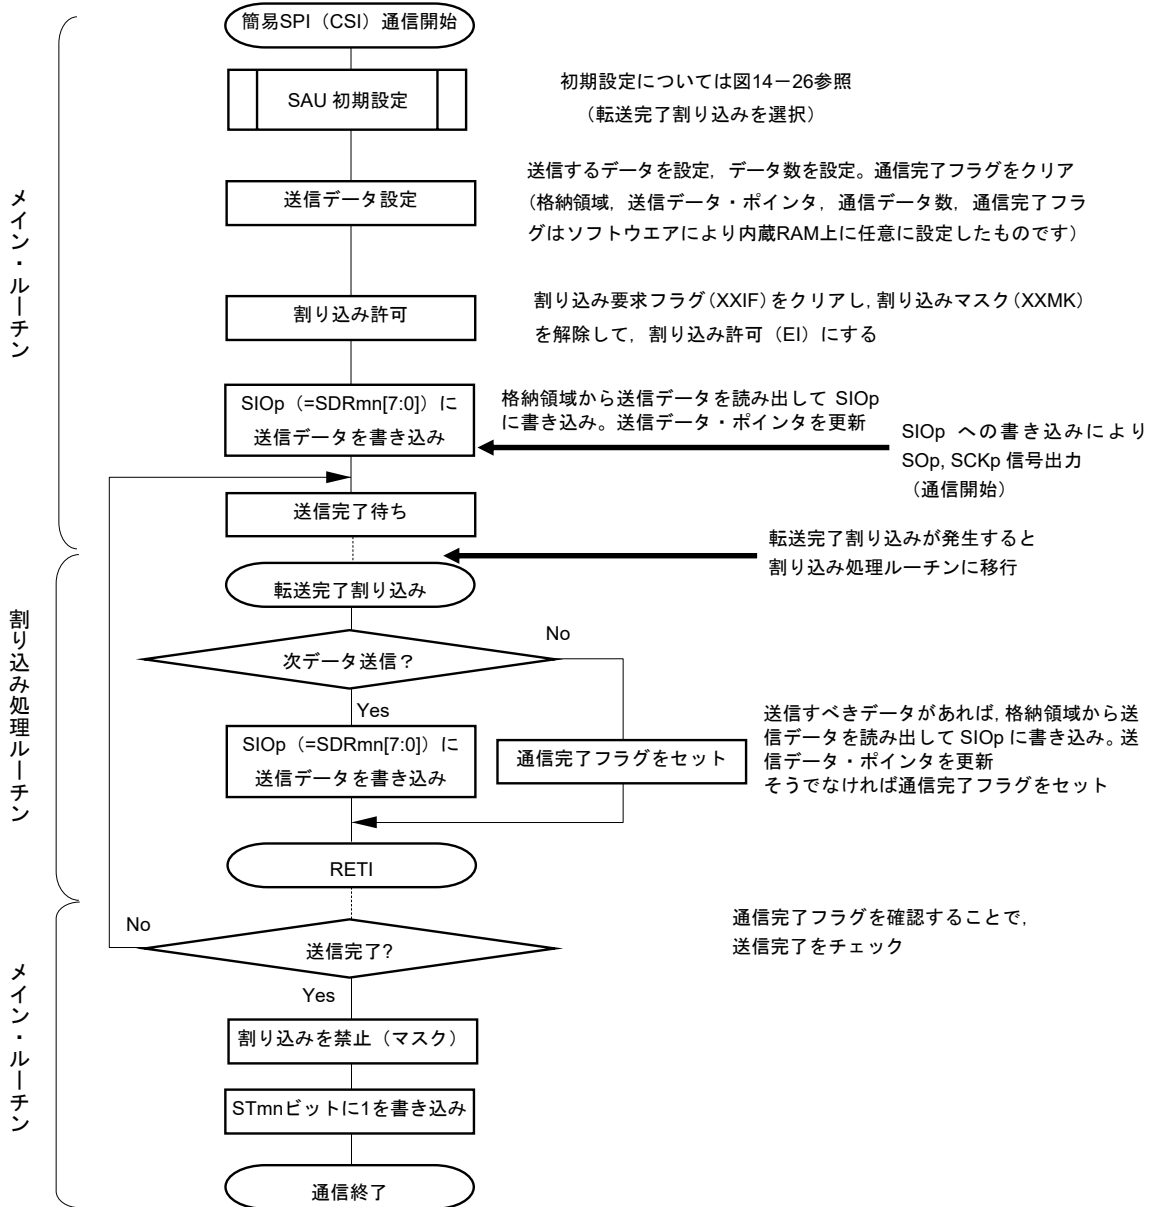 簡易SPI（CSI）通信開始
SAU 初期設定
初期設定については図14－26参照
（転送完了割り込みを選択）
メイン・ルーチン
送信データ設定
送信するデータを設定，データ数を設定。通信完了フラグをクリア
（格納領域，送信データ・ポインタ，通信データ数，通信完了フラ
グはソフトウエアにより内蔵RAM上に任意に設定したものです）
割り込み許可
割り込み要求フラグ（XXIF）をクリアし，割り込みマスク（XXMK）
を解除して，割り込み許可（EI）にする
SIOp（=SDRmn[7:0]）に
送信データを書き込み
格納領域から送信データを読み出して SIOp
に書き込み。送信データ・ポインタを更新
SIOp への書き込みにより
SOp, SCKp 信号出力
（通信開始）
送信完了待ち
転送完了割り込みが発生すると
割り込み処理ルーチンに移行
割り込み処理ルーチン
転送完了割り込み
次データ送信？
No
Yes
SIOp（=SDRmn[7:0]）に
送信データを書き込み
通信完了フラグをセット
送信すべきデータがあれば，格納領域から送
信データを読み出して SIOp に書き込み。送
信データ・ポインタを更新
そうでなければ通信完了フラグをセット
RETI
メイン・ルーチン
No
送信完了?
通信完了フラグを確認することで，
送信完了をチェック
Yes
割り込みを禁止（マスク）
STmnビットに1を書き込み
通信終了